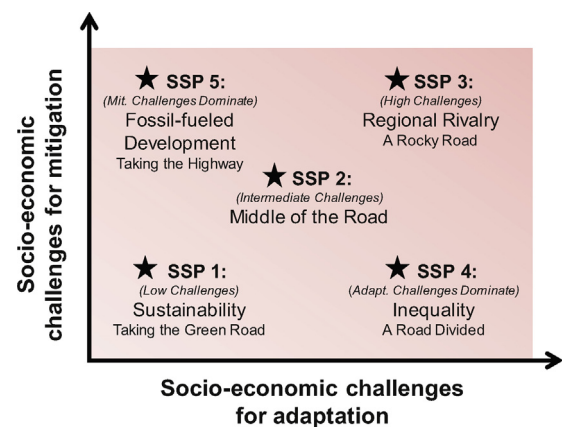 Socio-economic
challenges for mitigation
★ SSP 5:
(Mit. Challenges Dominate)
Fossil-fueled
Development
Taking the Highway
★ SSP 3:
(High Challenges)
Regional Rivalry
A Rocky Road
★ SSP 2:
(Intermediate Challenges)
Middle of the Road
★ SSP 1:
(Low Challenges)
Sustainability
Taking the Green Road
★ SSP 4:
(Adapt. Challenges Dominate)
Inequality
A Road Divided
Socio-economic challenges
for adaptation